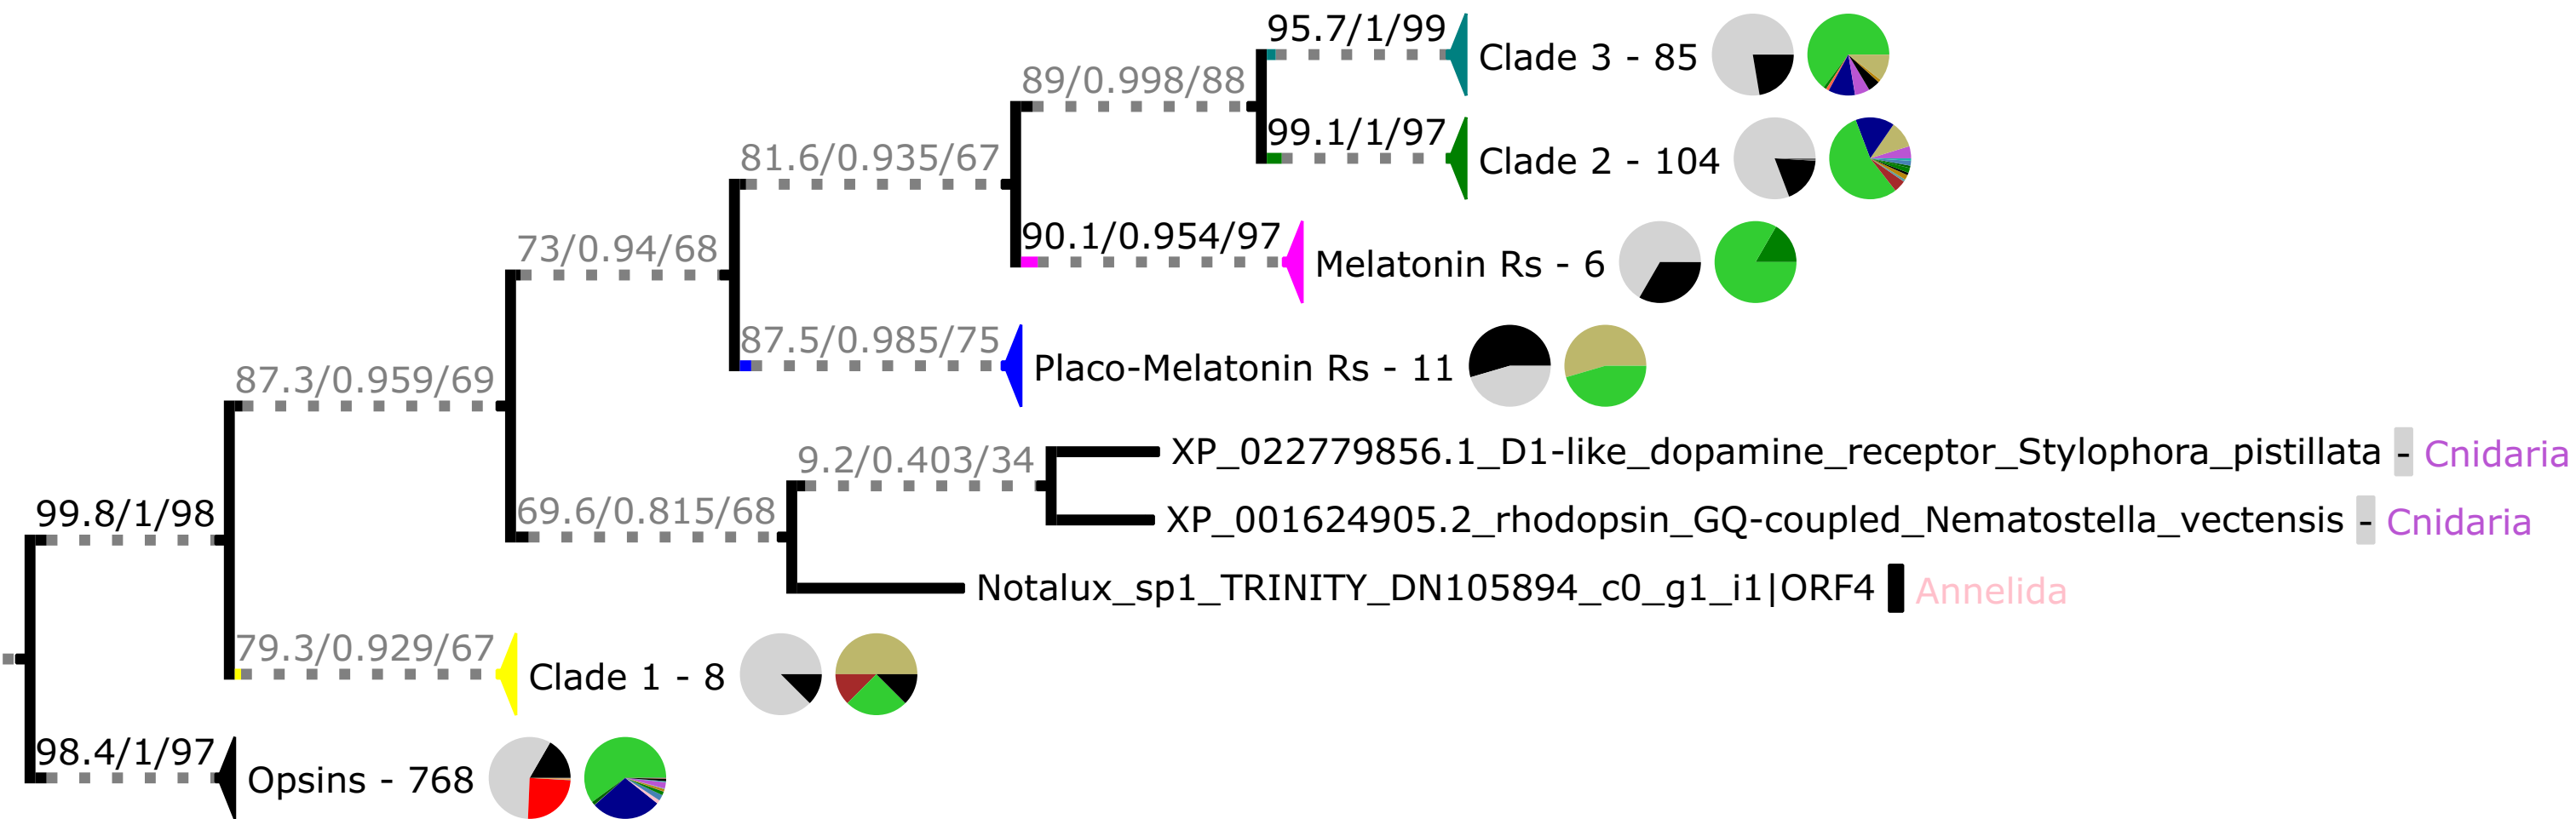 95.7/1/99
Clade 3 - 85
89/0.998/88
99.1/1/97
Clade 2 - 104
81.6/0.935/67
90.1/0.954/97
Melatonin Rs - 6
73/0.94/68
87.5/0.985/75
Placo-Melatonin Rs - 11
87.3/0.959/69
9.2/0.403/34
XP_022779856.1_D1-like_dopamine_receptor_Stylophora_pistillata - Cnidaria
69.6/0.815/68
XP_001624905.2_rhodopsin_GQ-coupled_Nematostella_vectensis - Cnidaria
99.8/1/98
Notalux_sp1_TRINITY_DN105894_c0_g1_i1|ORF4 Annelida
79.3/0.929/67
Clade 1 - 8
98.4/1/97
Opsins - 768